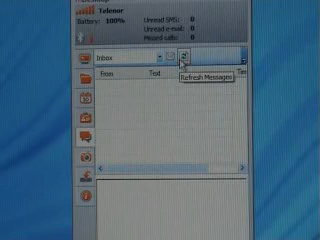 Telenor
Battery: 100%
Unread SMS: 0
Unread e-mail: 0
Missed calls: 0
Inbox
From Text
Refresh Messages